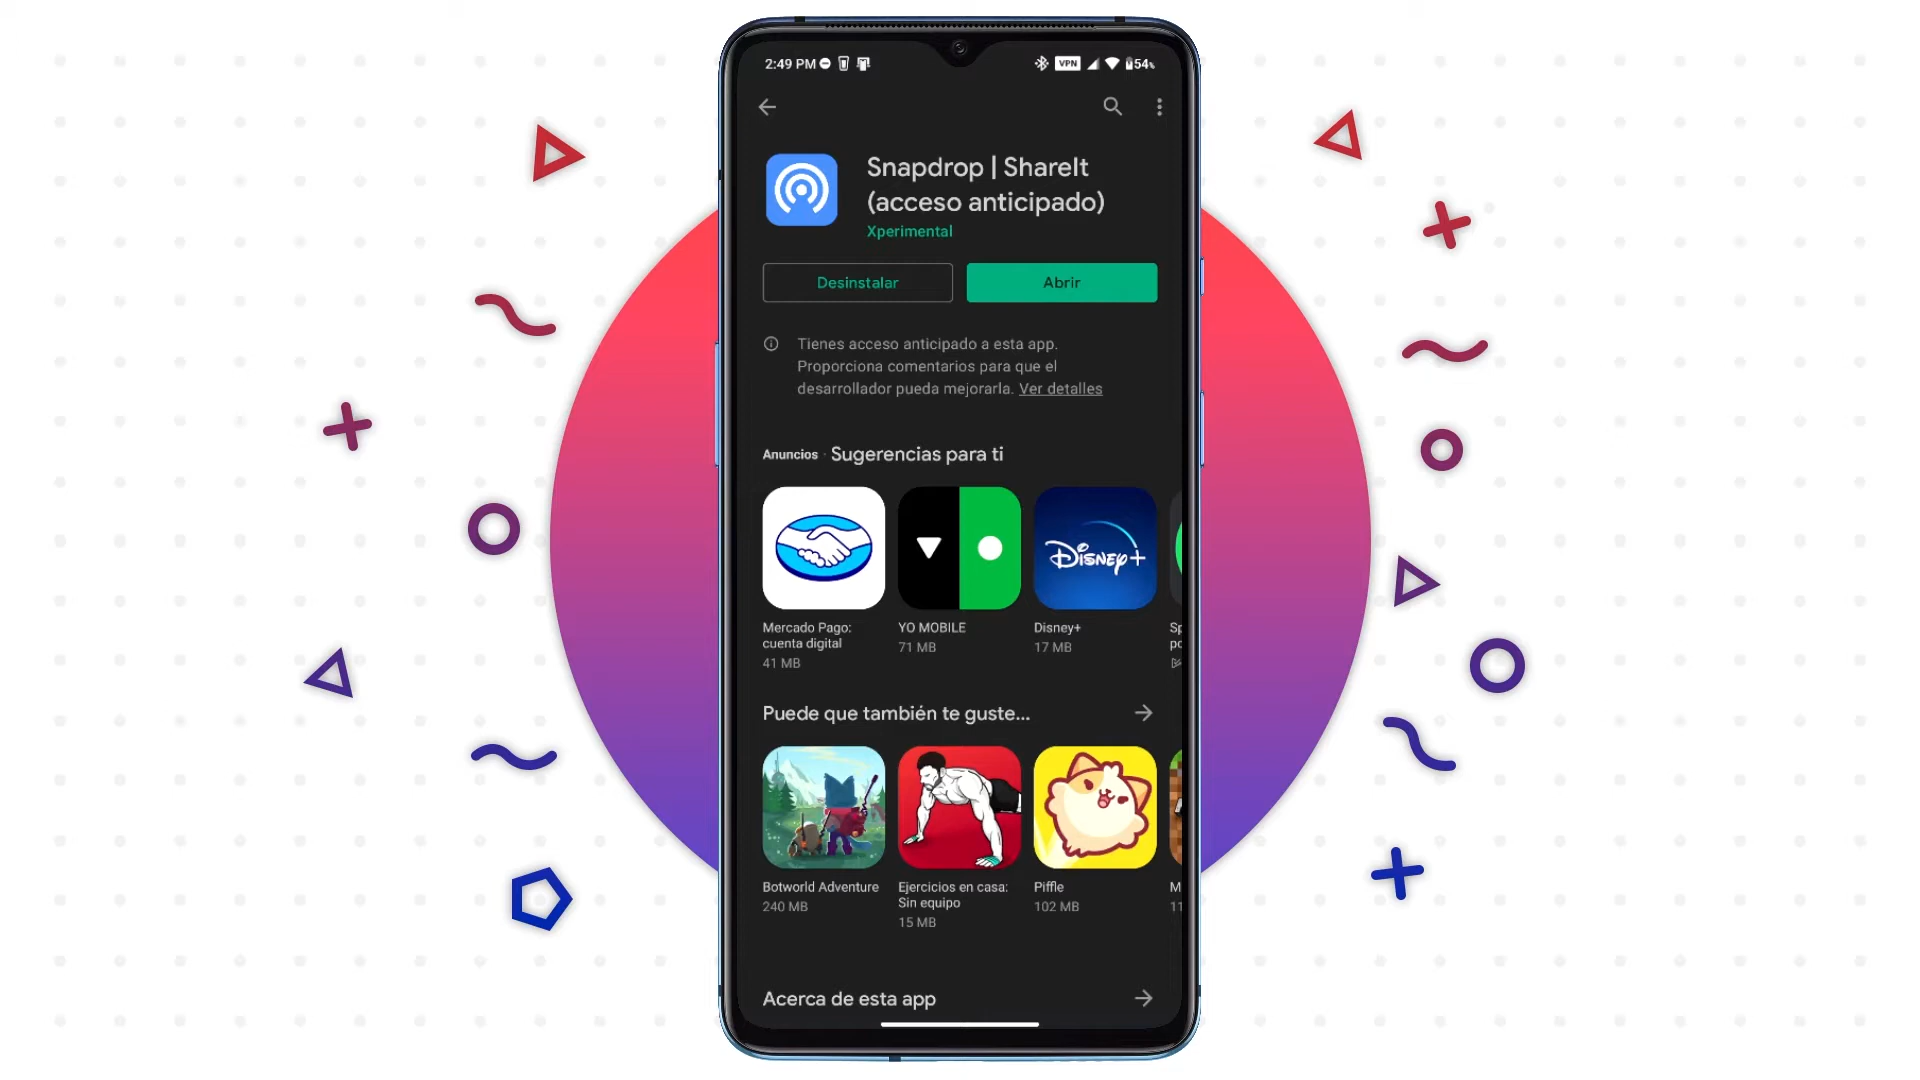 2:49 PM
VPN
54%
Snapdrop | ShareIt
(acceso anticipado)
Xperimental
Desinstalar
Abrir
Tienes acceso anticipado a esta app.
Proporciona comentarios para que el
desarrollador pueda mejorarla. Ver detalles
Anuncios · Sugerencias para ti
Disney+
Mercado Pago:
cuenta digital
41 MB
YO MOBILE
71 MB
Disney+
17 MB
Sp
po
Puede que también te guste...
Botworld Adventure
240 MB
Ejercicios en casa:
Sin equipo
15 MB
Piffle
102 MB
M
11
Acerca de esta app